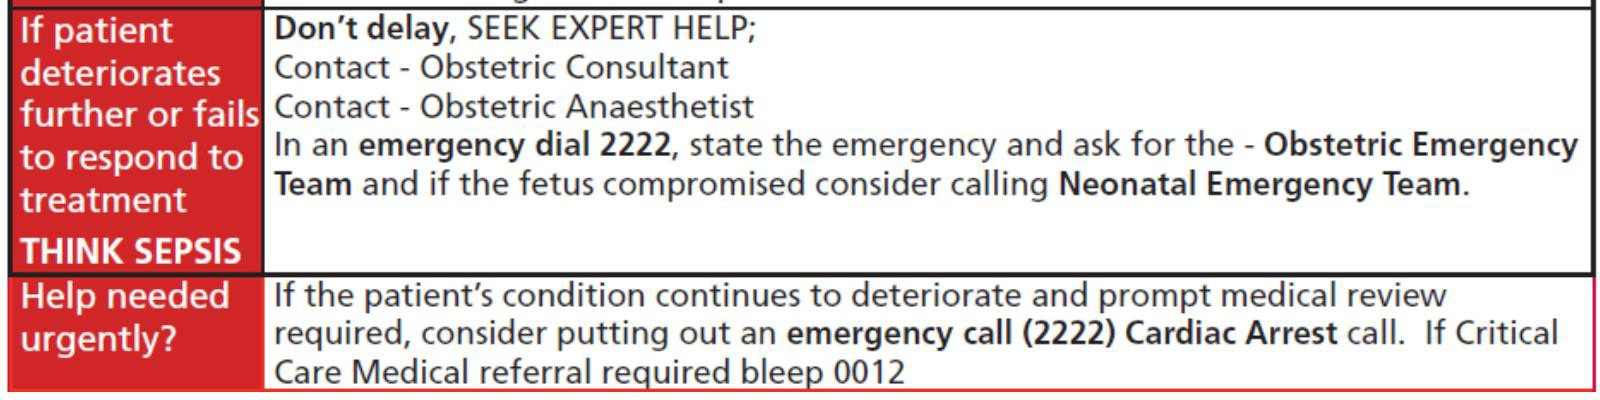 If patient
deteriorates
further or fails
to respond to
treatment
THINK SEPSIS
Don't delay, SEEK EXPERT HELP;
Contact - Obstetric Consultant
Contact - Obstetric Anaesthetist
In an emergency dial 2222, state the emergency and ask for the - Obstetric Emergency
Team and if the fetus compromised consider calling Neonatal Emergency Team.
Help needed
urgently?
If the patient's condition continues to deteriorate and prompt medical review
required, consider putting out an emergency call (2222) Cardiac Arrest call.  If Critical
Care Medical referral required bleep 0012